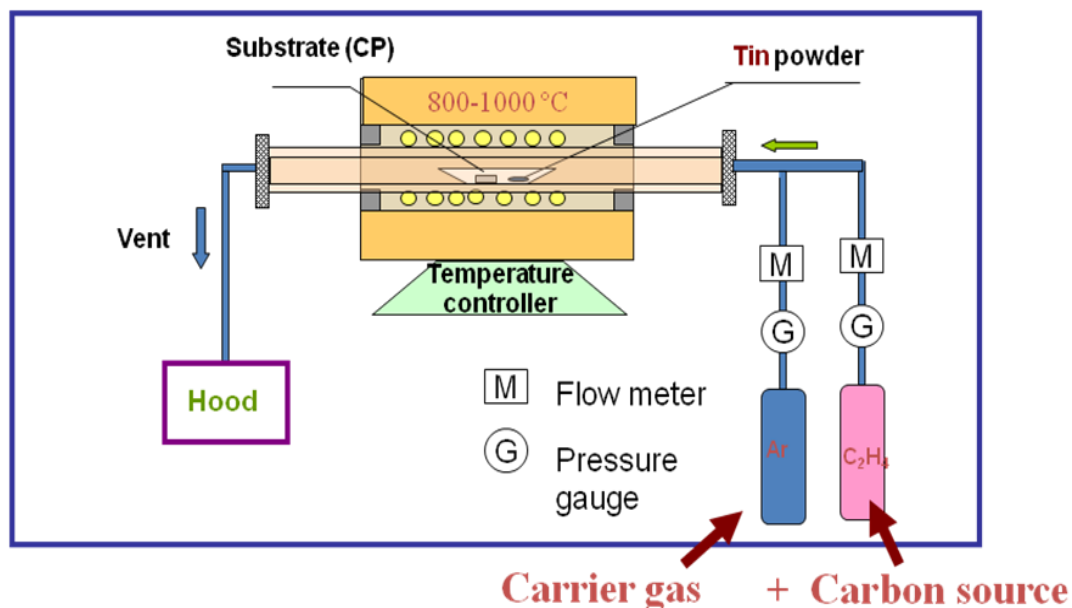 Substrate (CP)
Tin powder
800-1000 °C
Vent
Temperature
controller
M
M
G
G
Hood
M Flow meter
G Pressure
gauge
Ar
C₂H₄
Carrier gas + Carbon source